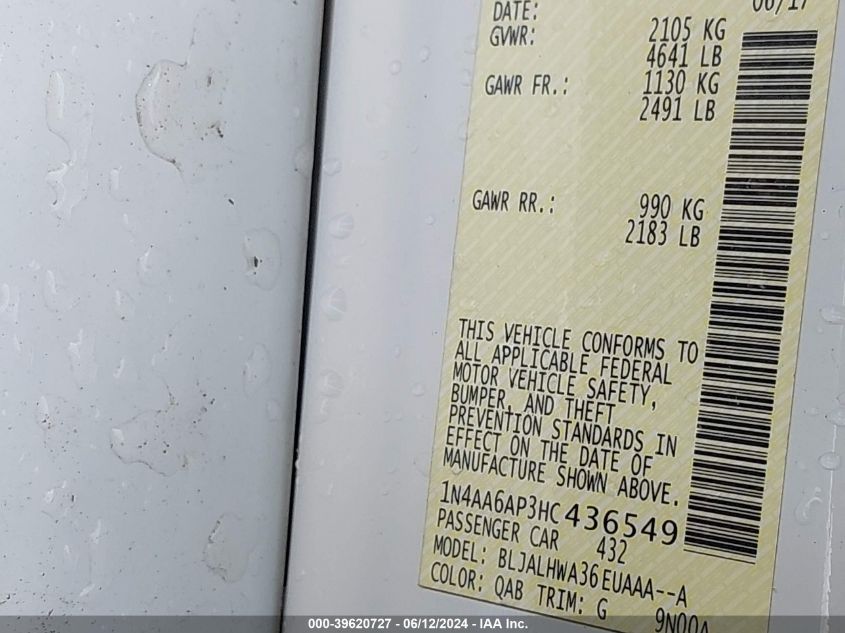 DATE: 06/17
GVWR: 2105 KG
4641 LB
GAWR FR.: 1130 KG
2491 LB
GAWR RR.: 990 KG
2183 LB
THIS VEHICLE CONFORMS TO
ALL APPLICABLE FEDERAL
MOTOR VEHICLE SAFETY,
BUMPER, AND THEFT
PREVENTION STANDARDS IN
EFFECT ON THE DATE OF
MANUFACTURE SHOWN ABOVE.
1N4AA6AP3HC436549
PASSENGER CAR 432
MODEL: BLJALHWA36EUAAA--A
COLOR: QAB TRIM: G 9N00A
000-39620727 - 06/12/2024 - IAA Inc.